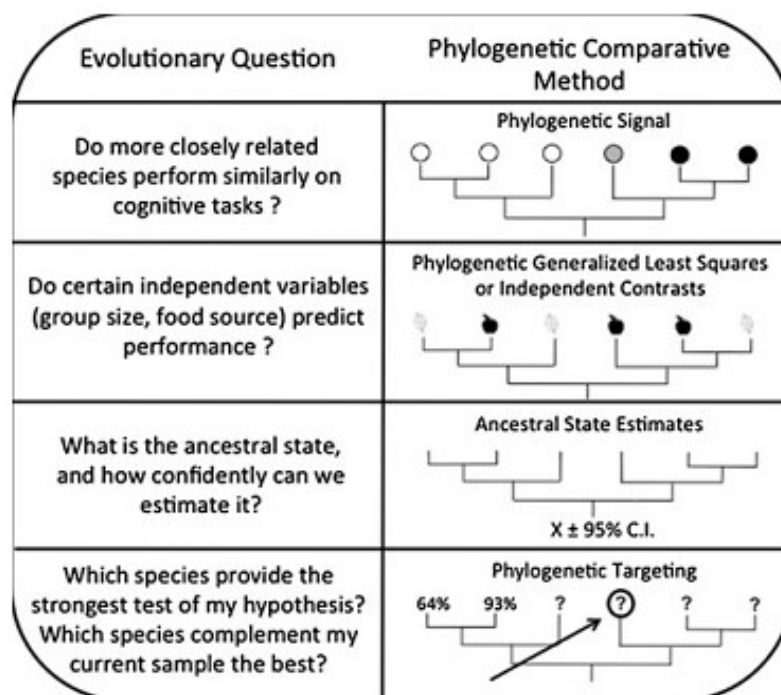 Evolutionary Question
Phylogenetic Comparative
Method
Do more closely related
species perform similarly on
cognitive tasks ?
Phylogenetic Signal
Do certain independent variables
(group size, food source) predict
performance ?
Phylogenetic Generalized Least Squares
or Independent Contrasts
What is the ancestral state,
and how confidently can we
estimate it?
Ancestral State Estimates
X ± 95% C.I.
Which species provide the
strongest test of my hypothesis?
Which species complement my
current sample the best?
Phylogenetic Targeting
64% 93% ? ? ? ?